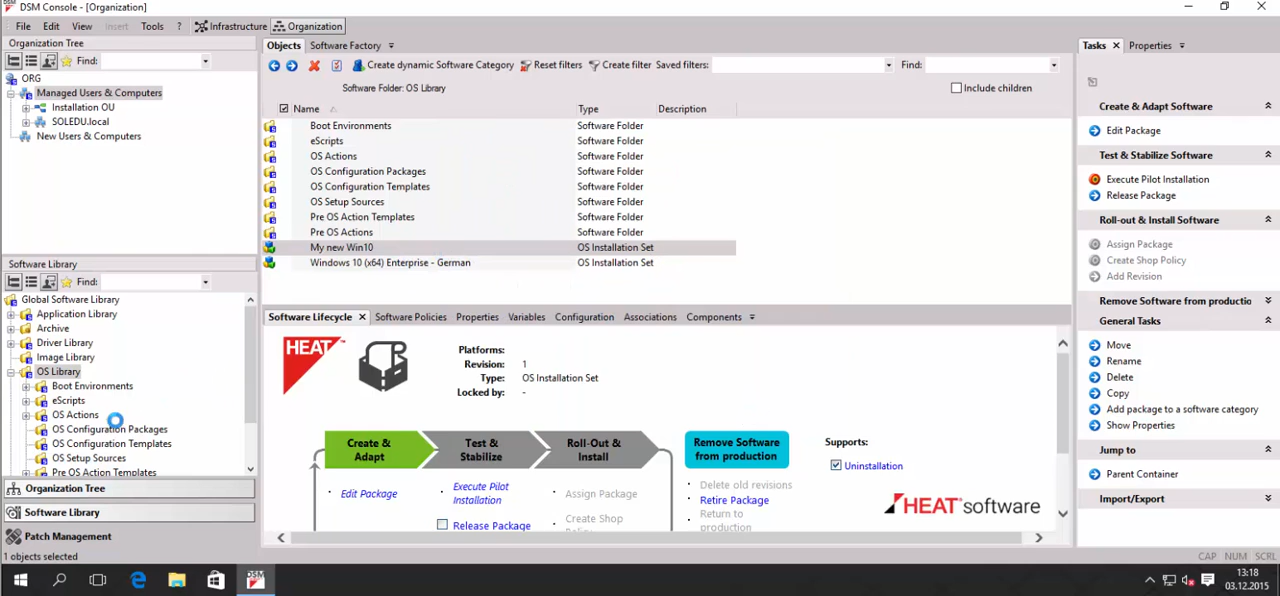 DSM Console - [Organization]
File Edit View Insert Tools ? Infrastructure Organization
Organization Tree
Find:
ORG
Managed Users & Computers
Installation OU
SOLEDU.local
New Users & Computers
Software Library
Find:
Global Software Library
Application Library
Archive
Driver Library
Image Library
OS Library
Boot Environments
eScripts
OS Actions
OS Configuration Packages
OS Configuration Templates
OS Setup Sources
Pre OS Action Templates
Organization Tree
Software Library
Patch Management
1 objects selected
Objects Software Factory
Create dynamic Software Category Reset filters Create filter Saved filters: Find:
Software Folder: OS Library Include children
Name Type Description
Boot Environments Software Folder
eScripts Software Folder
OS Actions Software Folder
OS Configuration Packages Software Folder
OS Configuration Templates Software Folder
OS Setup Sources Software Folder
Pre OS Action Templates Software Folder
Pre OS Actions Software Folder
My new Win10 OS Installation Set
Windows 10 (x64) Enterprise - German OS Installation Set
Software Lifecycle Software Policies Properties Variables Configuration Associations Components
HEAT
Platforms:
Revision: 1
Type: OS Installation Set
Locked by: -
Create & Adapt
Test & Stabilize
Roll-Out & Install
Remove Software from production
Supports:
Uninstallation
Edit Package
Execute Pilot Installation
Release Package
Assign Package
Create Shop Policy
Delete old revisions
Retire Package
Return to production
HEAT software
Tasks Properties
Create & Adapt Software
Edit Package
Test & Stabilize Software
Execute Pilot Installation
Release Package
Roll-out & Install Software
Assign Package
Create Shop Policy
Add Revision
Remove Software from productio
General Tasks
Move
Rename
Delete
Copy
Add package to a software category
Show Properties
Jump to
Parent Container
Import/Export
CAP NUM SCRL
DSM
13:18
03.12.2015